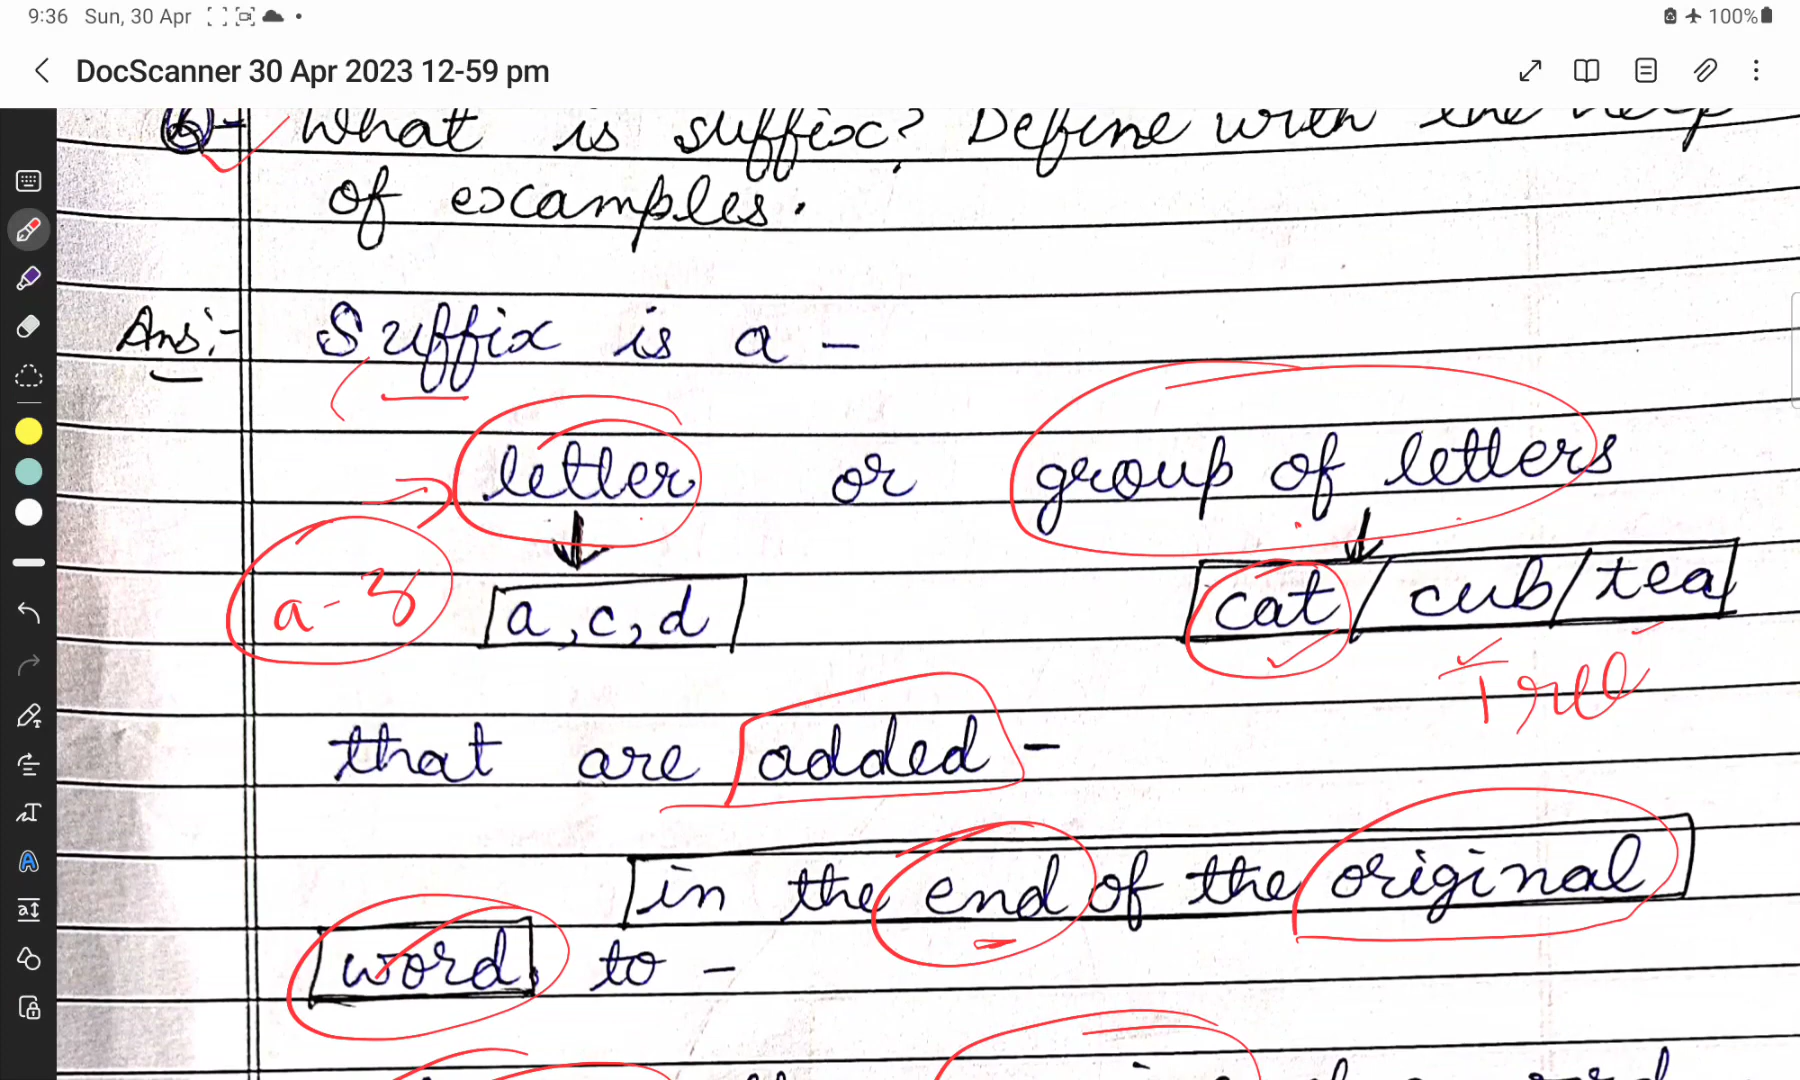 9:36 Sun, 30 Apr
100%
DocScanner 30 Apr 2023 12-59 pm
6- What is suffix? Define with the help
of examples.
Ans:- Suffix is a -
letter or group of letters
a-z a,c,d cat/cub/tea
Tree
that are added -
in the end of the original
word to -